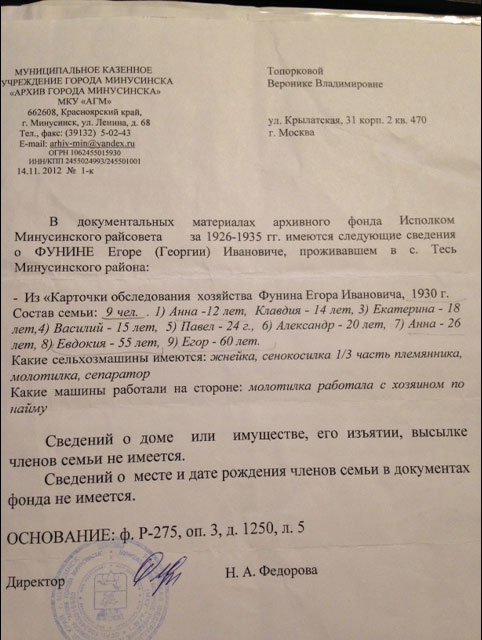 МУНИЦИПАЛЬНОЕ КАЗЕННОЕ
УЧРЕЖДЕНИЕ ГОРОДА МИНУСИНСКА
«АРХИВ ГОРОДА МИНУСИНСКА»
МКУ «АГМ»
662608, Красноярский край,
г. Минусинск, ул. Ленина, д. 68
Тел., факс: (39132) 5-02-43
E-mail: arhiv-min@yandex.ru
ОГРН 1062455015930
ИНН/КПП 2455024993/245501001
14.11. 2012 № 1-к
Топорковой
Веронике Владимировне
ул. Крылатская, 31 корп. 2 кв. 470
г. Москва
В документальных материалах архивного фонда Исполком
Минусинского райсовета за 1926-1935 гг. имеются следующие сведения
о ФУНИНЕ Егоре (Георгии) Ивановиче, проживавшем в с. Тесь
Минусинского района:
- Из «Карточки обследования хозяйства Фунина Егора Ивановича, 1930 г.
Состав семьи: 9 чел. . 1) Анна -12 лет, Клавдия - 14 лет, 3) Екатерина - 18
лет,4) Василий - 15 лет, 5) Павел - 24 г., 6) Александр - 20 лет, 7) Анна - 26
лет, 8) Евдокия - 55 лет, 9) Егор - 60 лет.
Какие сельхозмашины имеются: жнейка, сенокосилка 1/3 часть племянника,
молотилка, сепаратор
Какие машины работали на стороне: молотилка работала с хозяином по
найму
Сведений о доме или имуществе, его изъятии, высылке
членов семьи не имеется.
Сведений о месте и дате рождения членов семьи в документах
фонда не имеется.
ОСНОВАНИЕ: ф. Р-275, оп. 3, д. 1250, л. 5
Директор
Н. А. Федорова